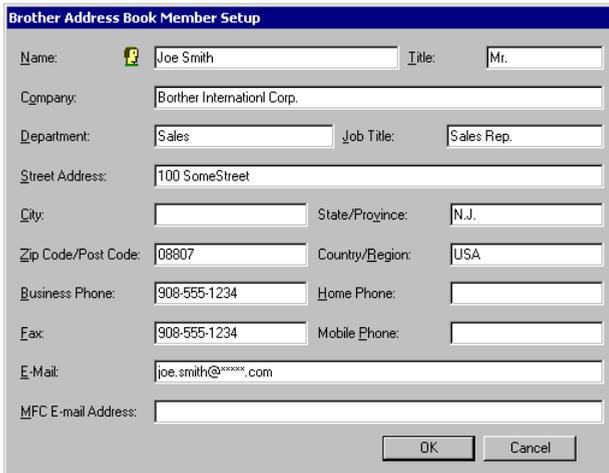 Brother Address Book Member Setup
Name: Joe Smith Title: Mr.
Company: Borther Internationl Corp.
Department: Sales Job Title: Sales Rep.
Street Address: 100 SomeStreet
City: State/Province: N.J.
Zip Code/Post Code: 08807 Country/Region: USA
Business Phone: 908-555-1234 Home Phone:
Fax: 908-555-1234 Mobile Phone:
E-Mail: joe.smith@*****.com
MFC E-mail Address:
OK Cancel